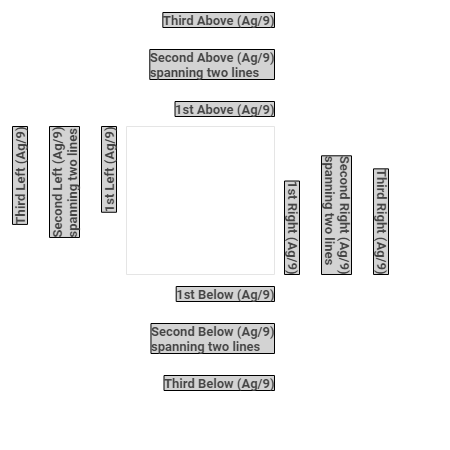 Third Above (Ag/9)
Second Above (Ag/9)
spanning two lines
1st Above (Ag/9)
Third Left (Ag/9)
Second Left (Ag/9)
spanning two lines
1st Left (Ag/9)
1st Right (Ag/9)
Second Right (Ag/9)
spanning two lines
Third Right (Ag/9)
1st Below (Ag/9)
Second Below (Ag/9)
spanning two lines
Third Below (Ag/9)